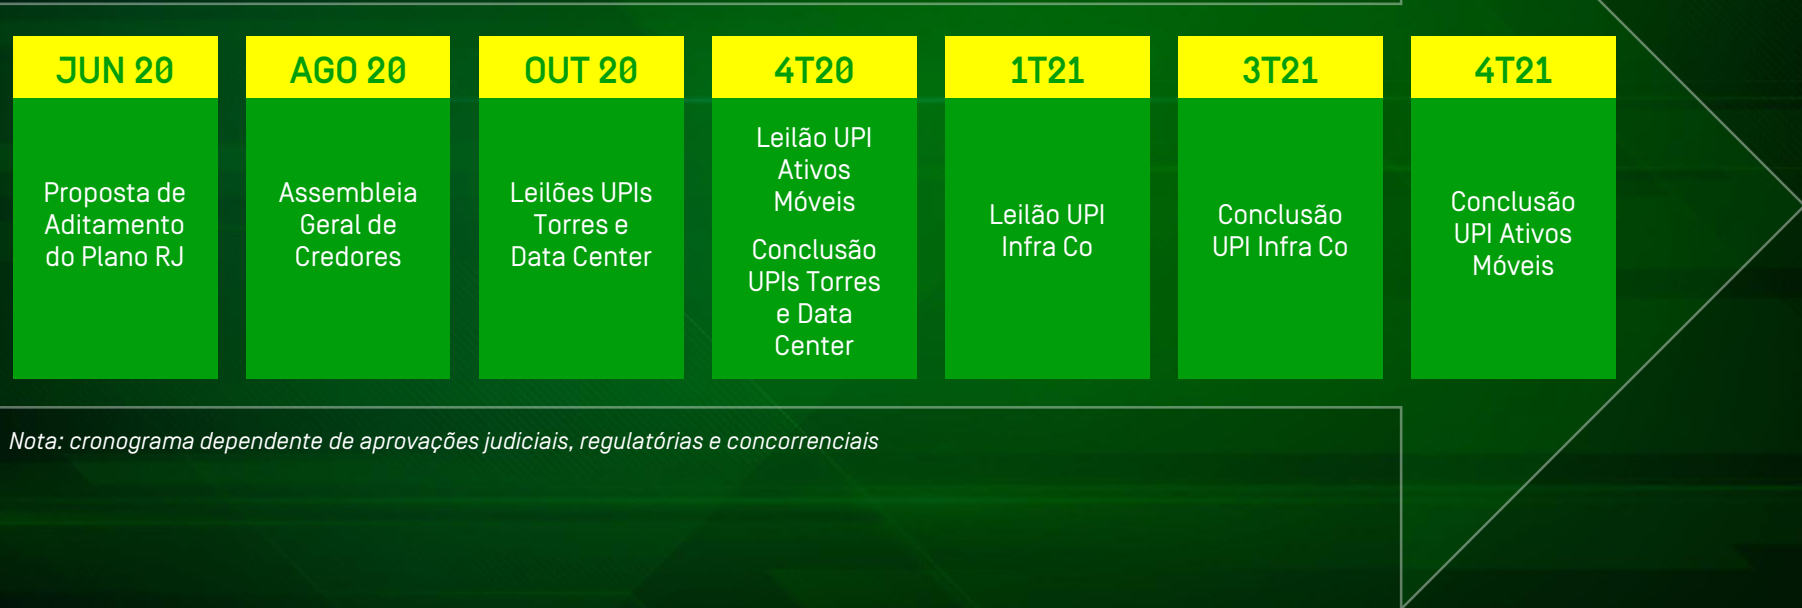 JUN 20
Proposta de
Aditamento
do Plano RJ
AGO 20
Assembleia
Geral de
Credores
OUT 20
Leilões UPIs
Torres e
Data Center
4T20
Leilão UPI
Ativos
Móveis
Conclusão
UPIs Torres
e Data
Center
1T21
Leilão UPI
Infra Co
3T21
Conclusão
UPI Infra Co
4T21
Conclusão
UPI Ativos
Móveis
Nota: cronograma dependente de aprovações judiciais, regulatórias e concorrenciais